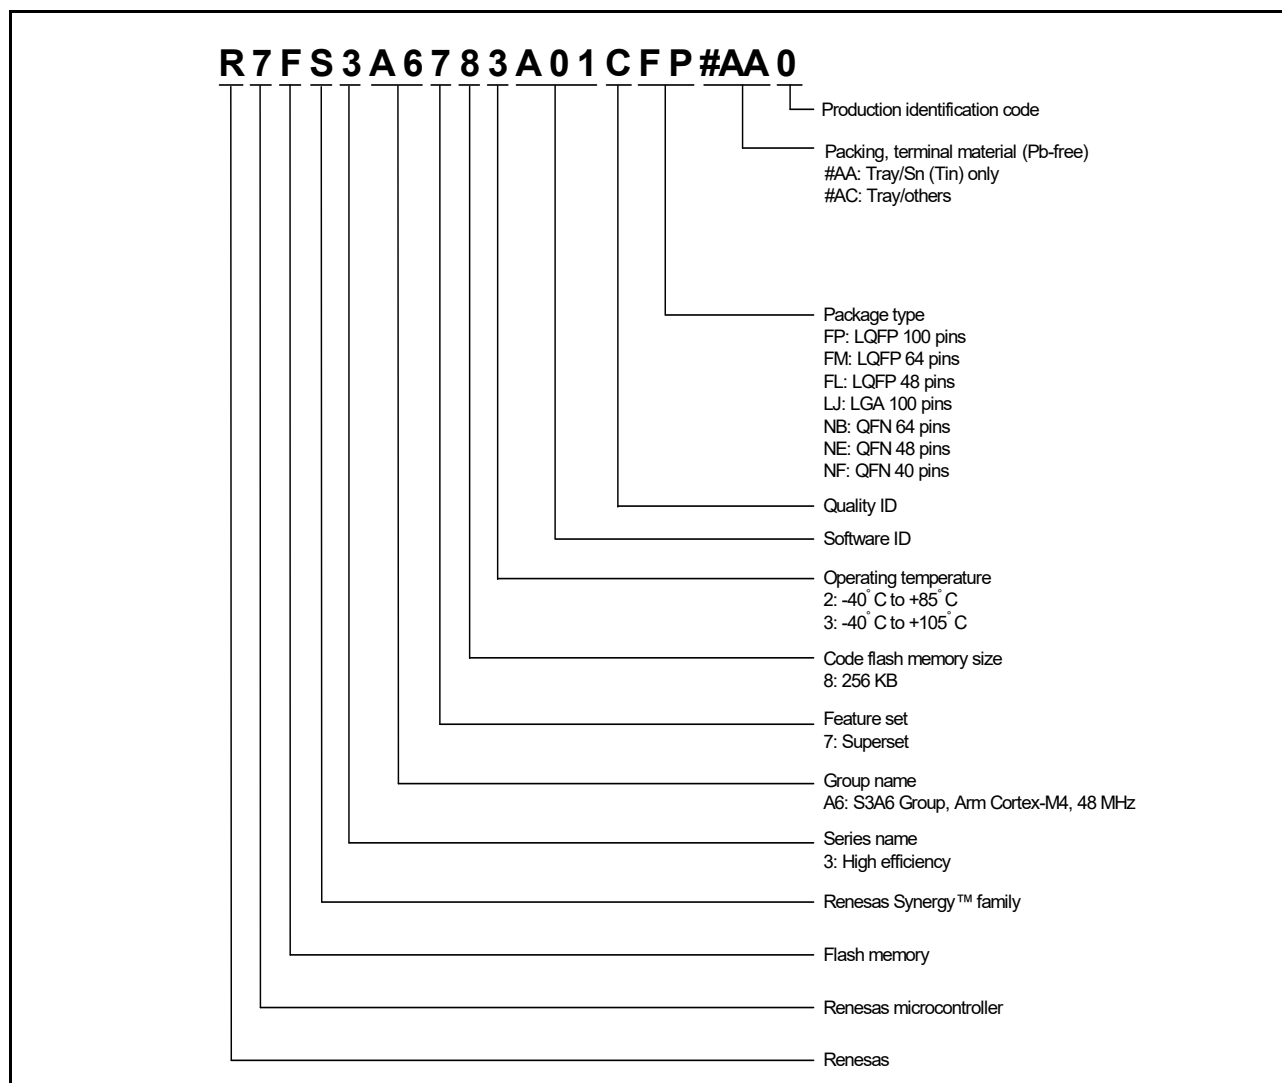 R7FS3A6783A01CFP#AA0
Production identification code
Packing, terminal material (Pb-free)
#AA: Tray/Sn (Tin) only
#AC: Tray/others
Package type
FP: LQFP 100 pins
FM: LQFP 64 pins
FL: LQFP 48 pins
LJ: LGA 100 pins
NB: QFN 64 pins
NE: QFN 48 pins
NF: QFN 40 pins
Quality ID
Software ID
Operating temperature
2: -40° C to +85° C
3: -40° C to +105° C
Code flash memory size
8: 256 KB
Feature set
7: Superset
Group name
A6: S3A6 Group, Arm Cortex-M4, 48 MHz
Series name
3: High efficiency
Renesas Synergy™ family
Flash memory
Renesas microcontroller
Renesas